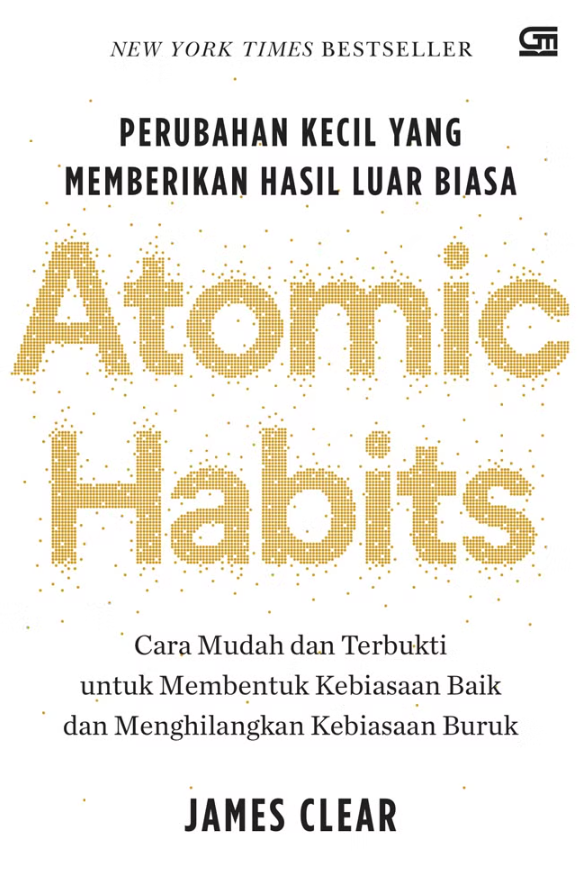 NEW YORK TIMES BESTSELLER
GM
PERUBAHAN KECIL YANG
MEMBERIKAN HASIL LUAR BIASA
Atomic
Habits
Cara Mudah dan Terbukti
untuk Membentuk Kebiasaan Baik
dan Menghilangkan Kebiasaan Buruk
JAMES CLEAR